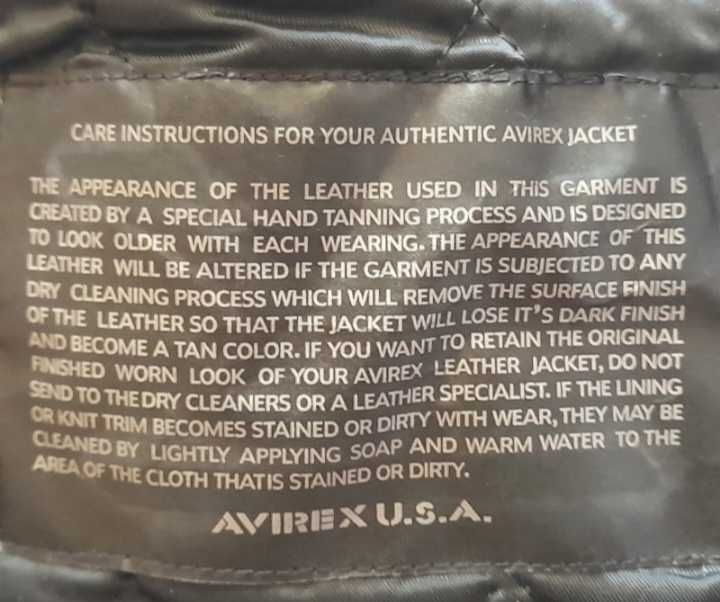 CARE INSTRUCTIONS FOR YOUR AUTHENTIC AVIREX JACKET
THE APPEARANCE OF THE LEATHER USED IN THIS GARMENT IS
CREATED BY A SPECIAL HAND TANNING PROCESS AND IS DESIGNED
TO LOOK OLDER WITH EACH WEARING. THE APPEARANCE OF THIS
LEATHER WILL BE ALTERED IF THE GARMENT IS SUBJECTED TO ANY
DRY CLEANING PROCESS WHICH WILL REMOVE THE SURFACE FINISH
OF THE LEATHER SO THAT THE JACKET WILL LOSE IT'S DARK FINISH
AND BECOME A TAN COLOR. IF YOU WANT TO RETAIN THE ORIGINAL
FINISHED WORN LOOK OF YOUR AVIREX LEATHER JACKET, DO NOT
SEND TO THE DRY CLEANERS OR A LEATHER SPECIALIST. IF THE LINING
OR KNIT TRIM BECOMES STAINED OR DIRTY WITH WEAR, THEY MAY BE
CLEANED BY LIGHTLY APPLYING SOAP AND WARM WATER TO THE
AREA OF THE CLOTH THAT IS STAINED OR DIRTY.
AVIREX U.S.A.